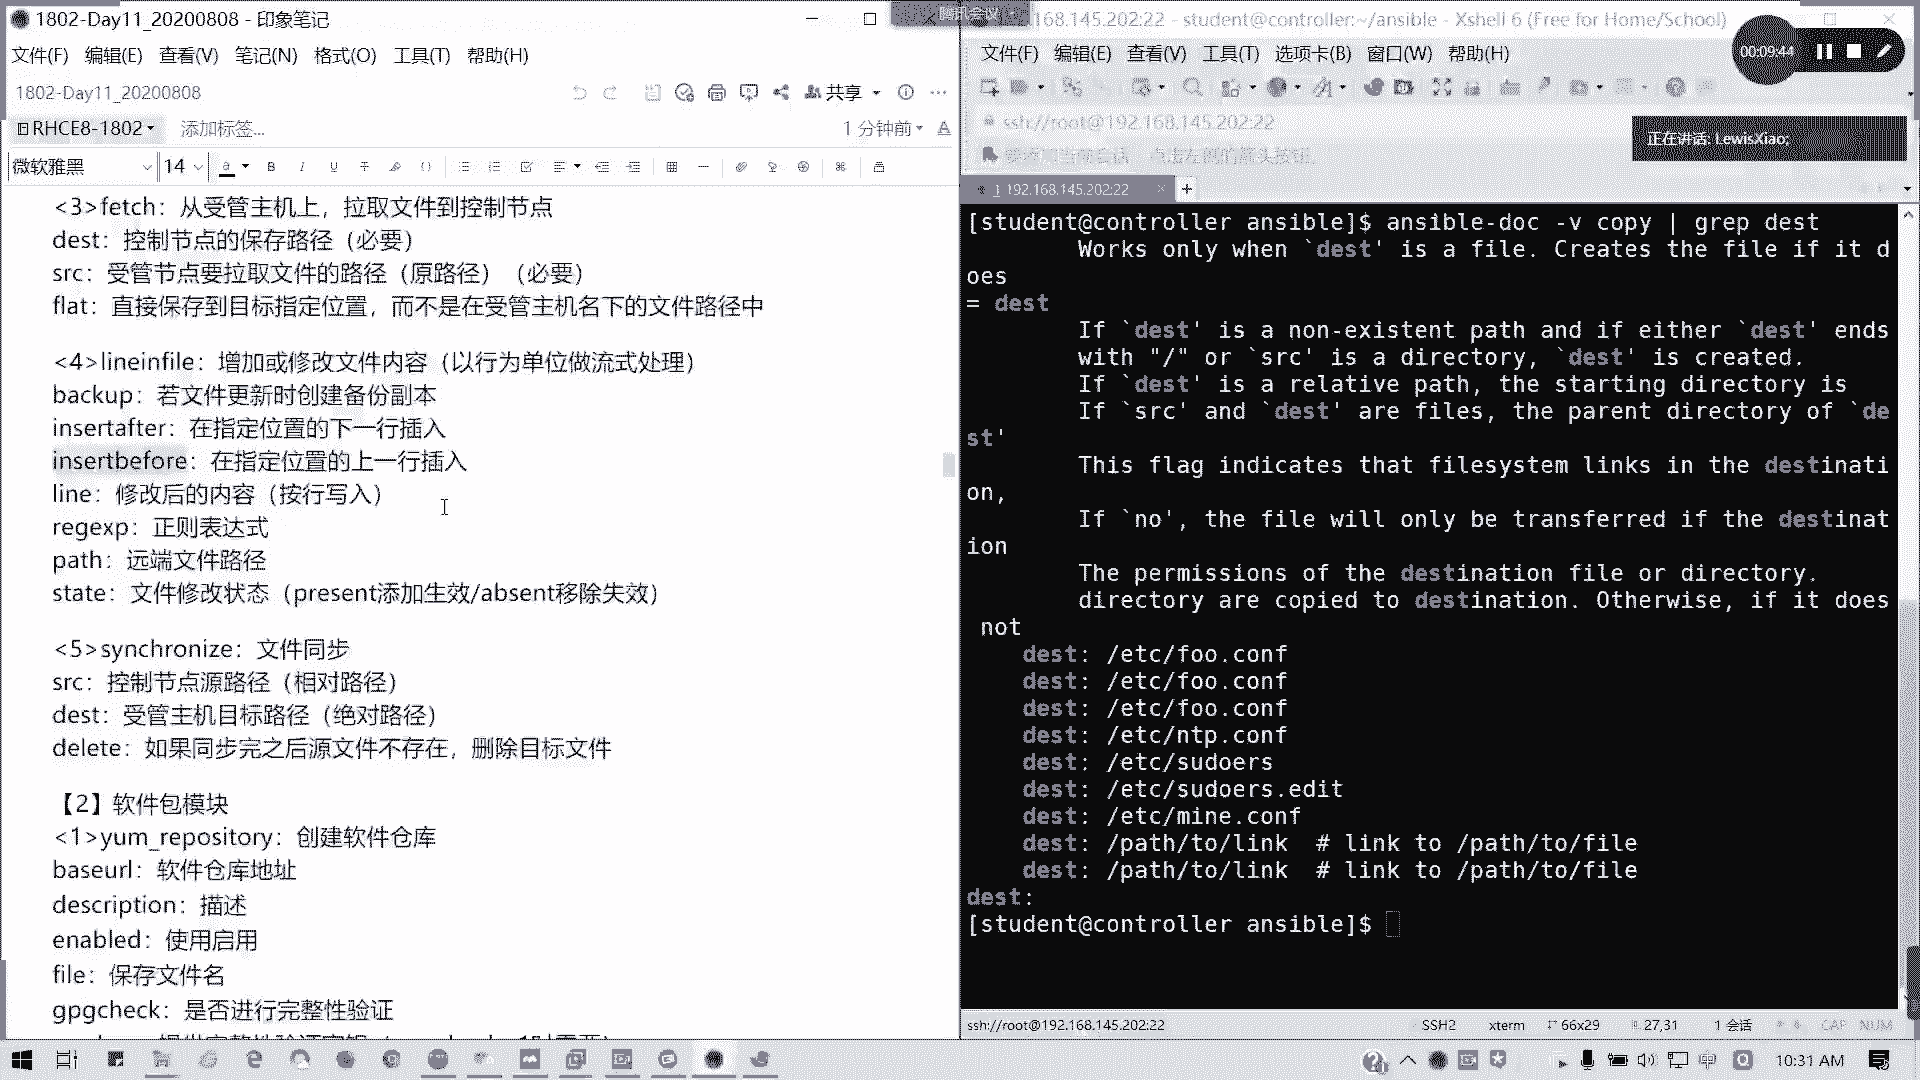 1802-Day11_20200808 - 印象笔记
文件(F) 编辑(E) 查看(V) 笔记(N) 格式(O) 工具(T) 帮助(H)
1802-Day11_20200808
共享
RHCE8-1802
添加标签...
1 分钟前
微软雅黑
14
<3>fetch：从受管主机上，拉取文件到控制节点
dest：控制节点的保存路径（必要）
src：受管节点要拉取文件的路径（原路径）（必要）
flat：直接保存到目标指定位置，而不是在受管主机名下的文件路径中
<4>lineinfile：增加或修改文件内容（以行为单位做流式处理）
backup：若文件更新时创建备份副本
insertafter：在指定位置的下一行插入
insertbefore：在指定位置的上一行插入
line：修改后的内容（按行写入）
regexp：正则表达式
path：远端文件路径
state：文件修改状态（present添加生效/absent移除失效）
<5>synchronize：文件同步
src：控制节点源路径（相对路径）
dest：受管主机目标路径（绝对路径）
delete：如果同步完之后源文件不存在，删除目标文件
【2】软件包模块
<1>yum_repository：创建软件仓库
baseurl：软件仓库地址
description：描述
enabled：使用启用
file：保存文件名
gpgcheck：是否进行完整性验证
腾讯会议
168.145.202:22 - student@controller:~/ansible - Xshell 6 (Free for Home/School)
文件(F) 编辑(E) 查看(V) 工具(T) 选项卡(B) 窗口(W) 帮助(H)
00:09:44
ssh://root@192.168.145.202:22
正在讲话: LewisXiao;
要添加当前会话，点击左侧的箭头按钮。
1 192.168.145.202:22
[student@controller ansible]$ ansible-doc -v copy | grep dest
Works only when `dest' is a file. Creates the file if it d
oes
= dest
If `dest' is a non-existent path and if either `dest' ends
with "/" or `src' is a directory, `dest' is created.
If `dest' is a relative path, the starting directory is
If `src' and `dest' are files, the parent directory of `de
st'
This flag indicates that filesystem links in the destinati
on,
If `no', the file will only be transferred if the destinat
ion
The permissions of the destination file or directory.
directory are copied to destination. Otherwise, if it does
not
dest: /etc/foo.conf
dest: /etc/foo.conf
dest: /etc/foo.conf
dest: /etc/ntp.conf
dest: /etc/sudoers
dest: /etc/sudoers.edit
dest: /etc/mine.conf
dest: /path/to/link  # link to /path/to/file
dest: /path/to/link  # link to /path/to/file
dest:
[student@controller ansible]$
ssh://root@192.168.145.202:22
SSH2
xterm
66x29
27,31
1 会话
CAP NUM
10:31 AM